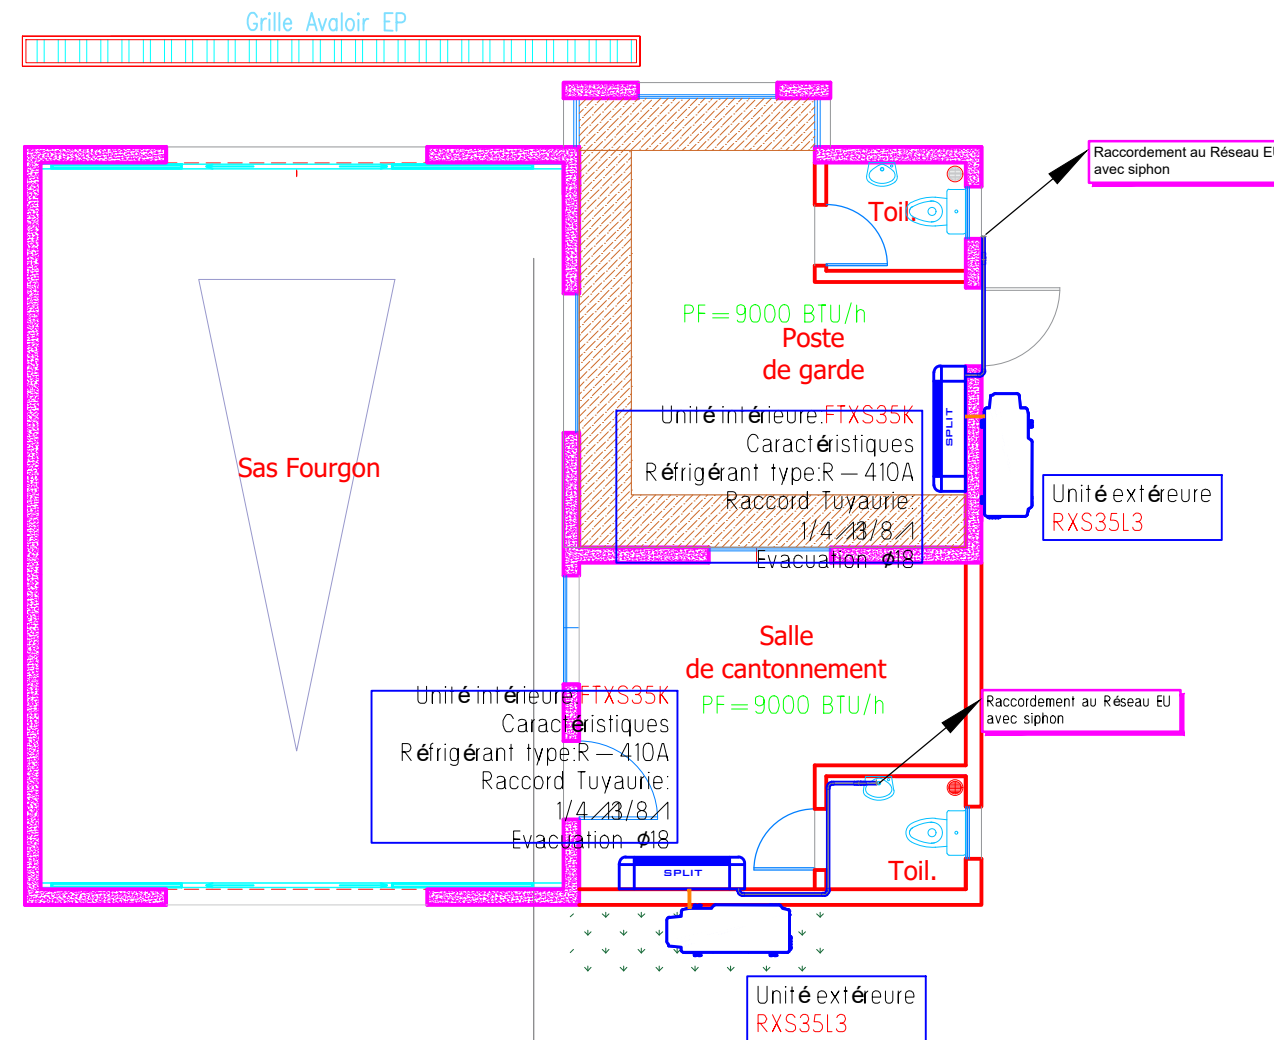 Grille Avaloir EP
Raccordement au Réseau EU
avec siphon
Toil.
PF=9000 BTU/h
Poste
de garde
Unité intérieure:FTXS35K
Caractéristiques
Réfrigérant type:R-410A
Raccord Tuyaurie:
Evacuation ø18
SPLIT
Unité extéreure
RXS35L3
Sas Fourgon
Salle
de cantonnement
PF=9000 BTU/h
Unité intérieure:FTXS35K
Caractéristiques
Réfrigérant type:R-410A
Raccord Tuyaurie:
Evacuation ø18
Raccordement au Réseau EU
avec siphon
Toil.
SPLIT
Unité extéreure
RXS35L3